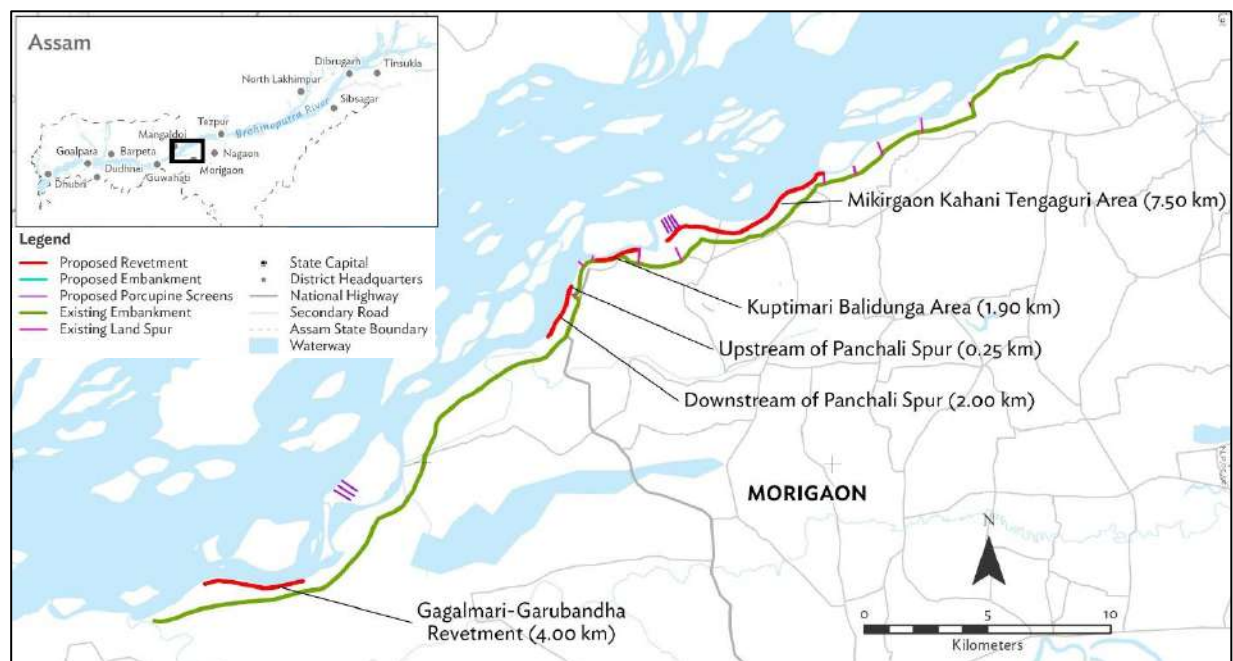 Assam
Dibrugarh
Tinsukia
North Lakhimpur
Sibsagar
Brahmaputra River
Tezpur
Mangaldoi
Goalpara
Barpeta
Nagaon
Dudhnei
Morigaon
Guwahati
Dhubri
Legend
Proposed Revetment
Proposed Embankment
Proposed Porcupine Screens
Existing Embankment
Existing Land Spur
State Capital
District Headquarters
National Highway
Secondary Road
Assam State Boundary
Waterway
Mikirgaon Kahani Tengaguri Area (7.50 km)
Kuptimari Balidunga Area (1.90 km)
Upstream of Panchali Spur (0.25 km)
Downstream of Panchali Spur (2.00 km)
MORIGAON
N
Gagalmari-Garubandha
Revetment (4.00 km)
0 5 10
Kilometers